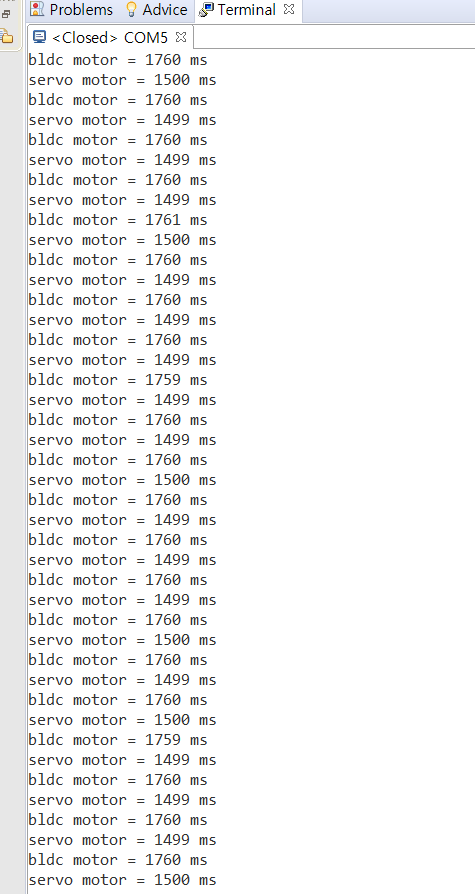 Problems Advice Terminal
<Closed> COM5
bldc motor = 1760 ms
servo motor = 1500 ms
bldc motor = 1760 ms
servo motor = 1499 ms
bldc motor = 1760 ms
servo motor = 1499 ms
bldc motor = 1760 ms
servo motor = 1499 ms
bldc motor = 1761 ms
servo motor = 1500 ms
bldc motor = 1760 ms
servo motor = 1499 ms
bldc motor = 1760 ms
servo motor = 1499 ms
bldc motor = 1760 ms
servo motor = 1499 ms
bldc motor = 1759 ms
servo motor = 1499 ms
bldc motor = 1760 ms
servo motor = 1499 ms
bldc motor = 1760 ms
servo motor = 1500 ms
bldc motor = 1760 ms
servo motor = 1499 ms
bldc motor = 1760 ms
servo motor = 1499 ms
bldc motor = 1760 ms
servo motor = 1499 ms
bldc motor = 1760 ms
servo motor = 1500 ms
bldc motor = 1760 ms
servo motor = 1499 ms
bldc motor = 1760 ms
servo motor = 1500 ms
bldc motor = 1759 ms
servo motor = 1499 ms
bldc motor = 1760 ms
servo motor = 1499 ms
bldc motor = 1760 ms
servo motor = 1499 ms
bldc motor = 1760 ms
servo motor = 1500 ms